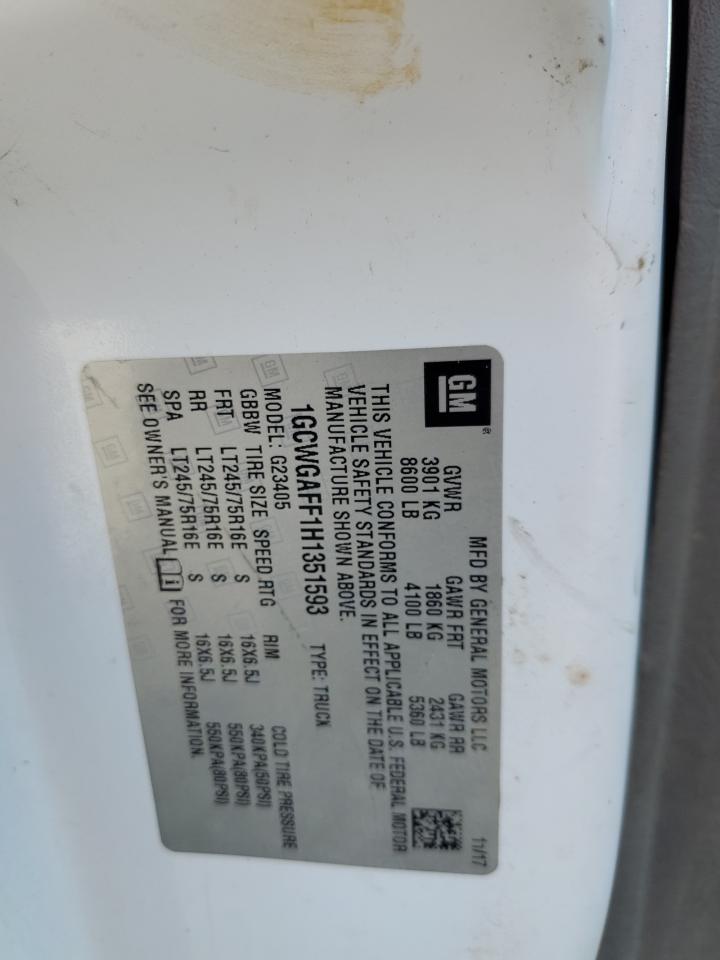 GM®
MFD BY GENERAL MOTORS LLC 11/17
GVWR GAWR FRT GAWR RR
3901 KG 1860 KG 2431 KG
8600 LB 4100 LB 5360 LB
THIS VEHICLE CONFORMS TO ALL APPLICABLE U.S. FEDERAL MOTOR
VEHICLE SAFETY STANDARDS IN EFFECT ON THE DATE OF
MANUFACTURE SHOWN ABOVE.
1GCWGAFF1H1351593 TYPE: TRUCK
MODEL: G23405
GBBW TIRE SIZE SPEED RTG RIM COLD TIRE PRESSURE
FRT LT245/75R16E S 16X6.5J 340KPA(50PSI)
RR LT245/75R16E S 16X6.5J 550KPA(80PSI)
SPA LT245/75R16E S 16X6.5J 550KPA(80PSI)
SEE OWNER'S MANUAL i FOR MORE INFORMATION.